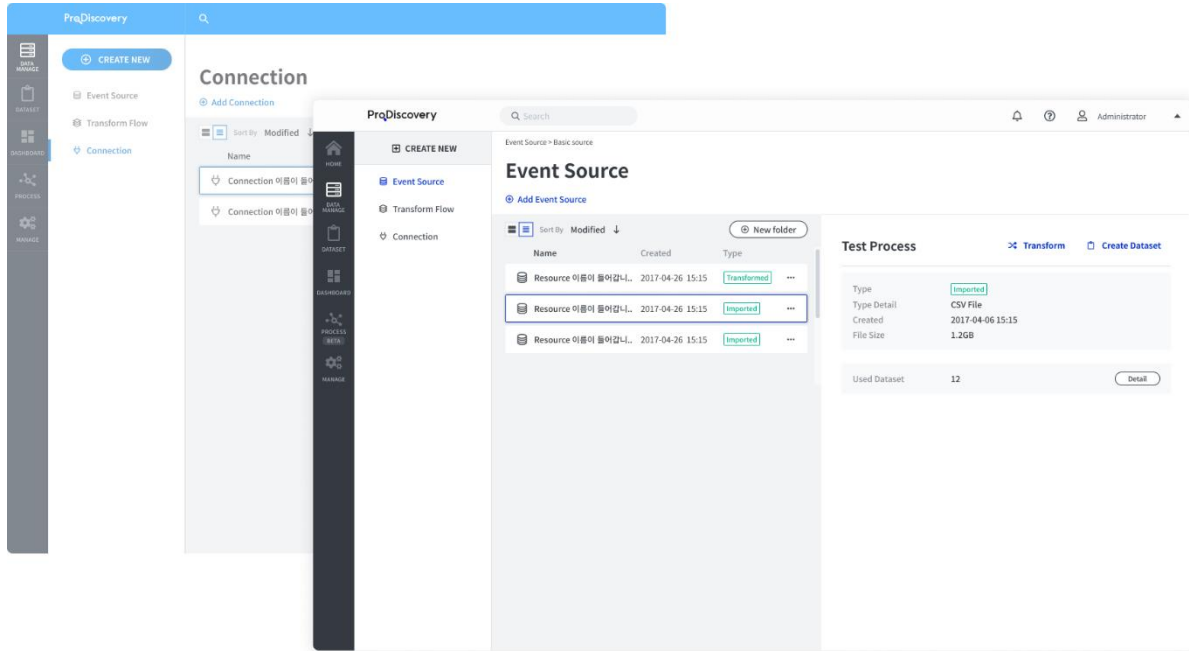 ProDiscovery
DATA
MANAGE
DATASET
DASHBOARD
PROCESS
MANAGE
CREATE NEW
Event Source
Transform Flow
Connection
Connection
Add Connection
Sort By Modified ↓
Name
Connection 이름이 들어
Connection 이름이 들어
ProDiscovery
Search
Administrator
HOME
DATA
MANAGE
DATASET
DASHBOARD
PROCESS
BETA
MANAGE
CREATE NEW
Event Source
Transform Flow
Connection
Event Source > Basic source
Event Source
Add Event Source
Sort By Modified ↓
New folder
Name Created Type
Resource 이름이 들어갑니.. 2017-04-26 15:15 Transformed ...
Resource 이름이 들어갑니.. 2017-04-26 15:15 Imported ...
Resource 이름이 들어갑니.. 2017-04-26 15:15 Imported ...
Test Process
Transform
Create Dataset
Type Imported
Type Detail CSV File
Created 2017-04-06 15:15
File Size 1.2GB
Used Dataset 12 Detail